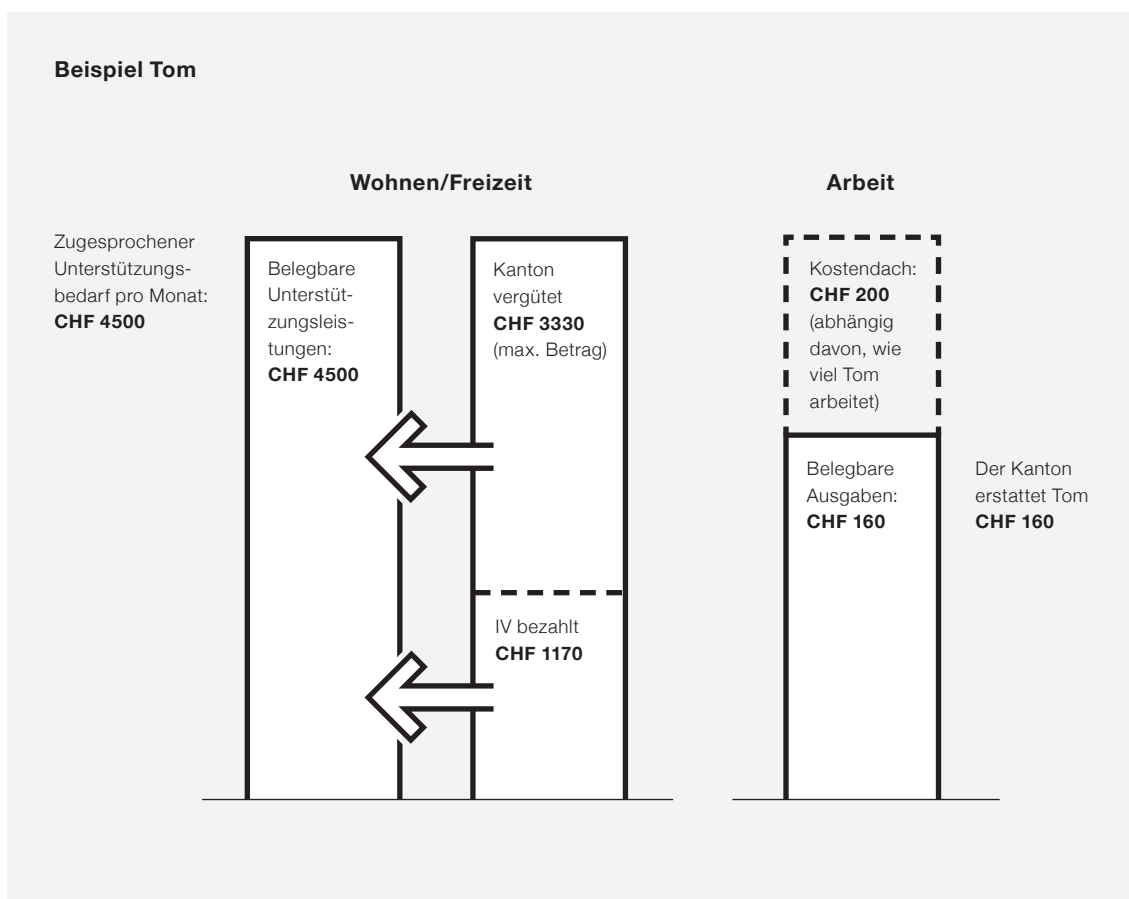 Beispiel Tom
Wohnen/Freizeit
Arbeit
Zugesprochener
Unterstützungs-
bedarf pro Monat:
CHF 4500
Belegbare
Unterstüt-
zungsleis-
tungen:
CHF 4500
Kanton
vergütet
CHF 3330
(max. Betrag)
IV bezahlt
CHF 1170
Kostendach:
CHF 200
(abhängig
davon, wie
viel Tom
arbeitet)
Belegbare
Ausgaben:
CHF 160
Der Kanton
erstattet Tom
CHF 160